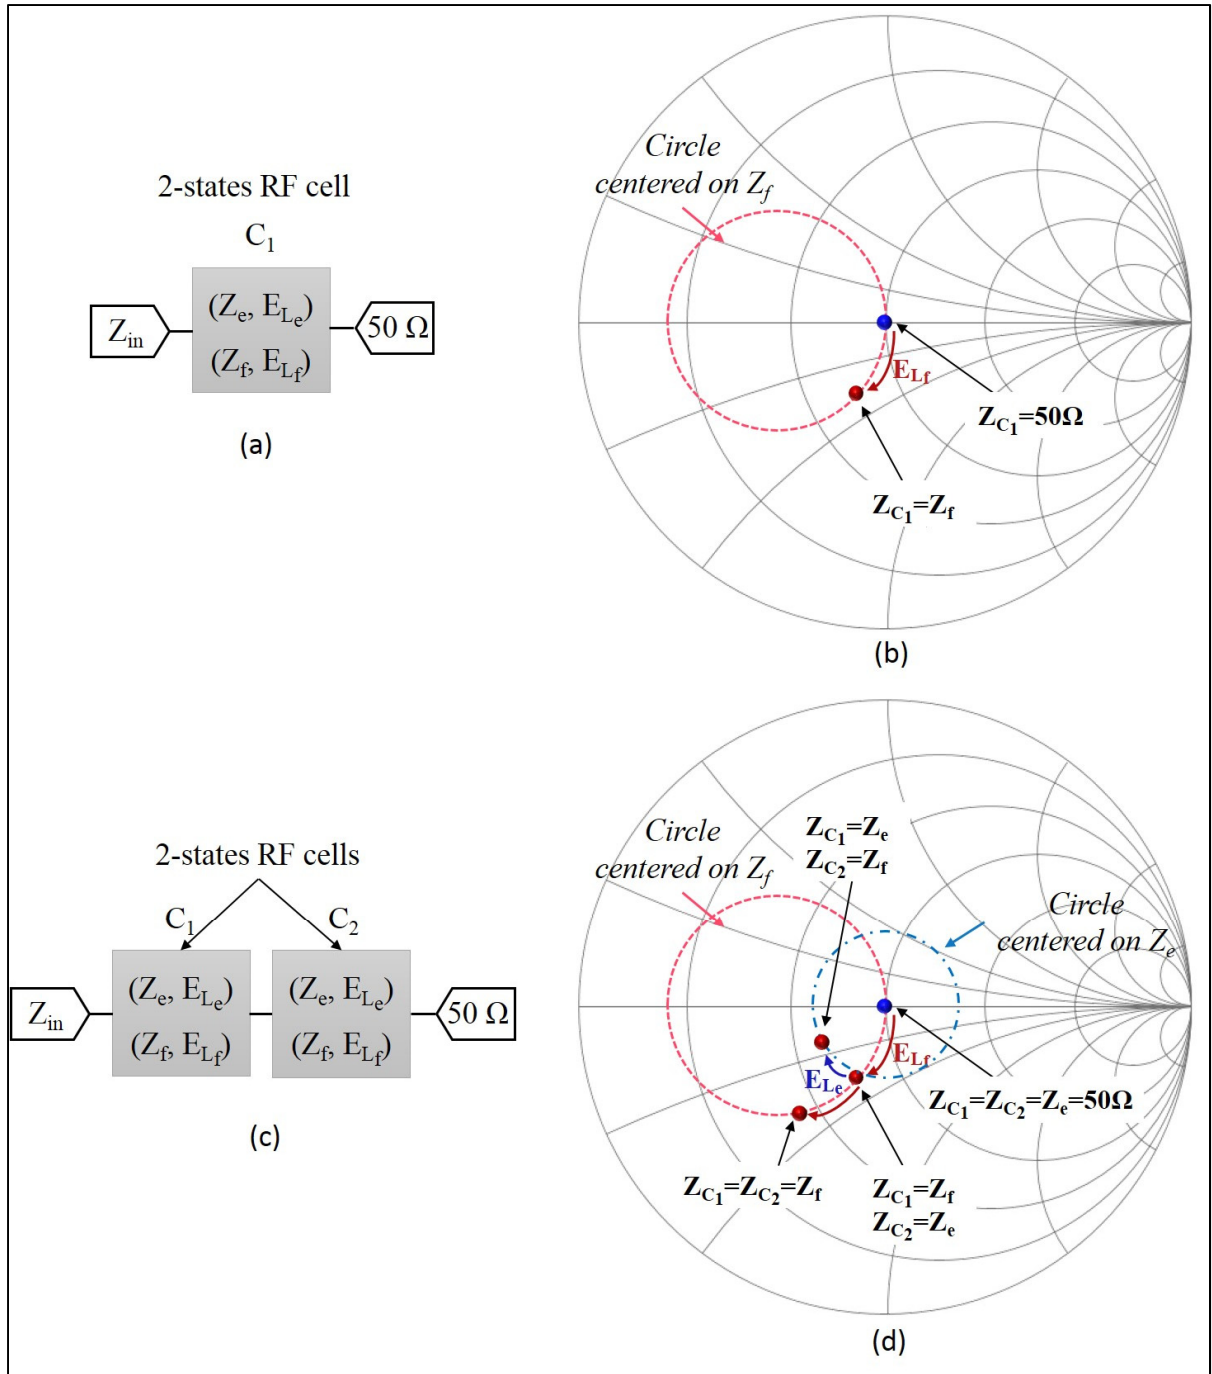 2-states RF cell
C1
(Ze, ELe)
Zin
50 Ω
(Zf, ELf)
(a)
Circle
centered on Zf
ELf
ZC1=50Ω
ZC1=Zf
(b)
2-states RF cells
C1
C2
(Ze, ELe)
(Ze, ELe)
Zin
50 Ω
(Zf, ELf)
(Zf, ELf)
(c)
ZC1=Ze
ZC2=Zf
Circle
centered on Zf
Circle
centered on Ze
ELf
ELe
ZC1=ZC2=Ze=50Ω
ZC1=ZC2=Zf
ZC1=Zf
ZC2=Ze
(d)